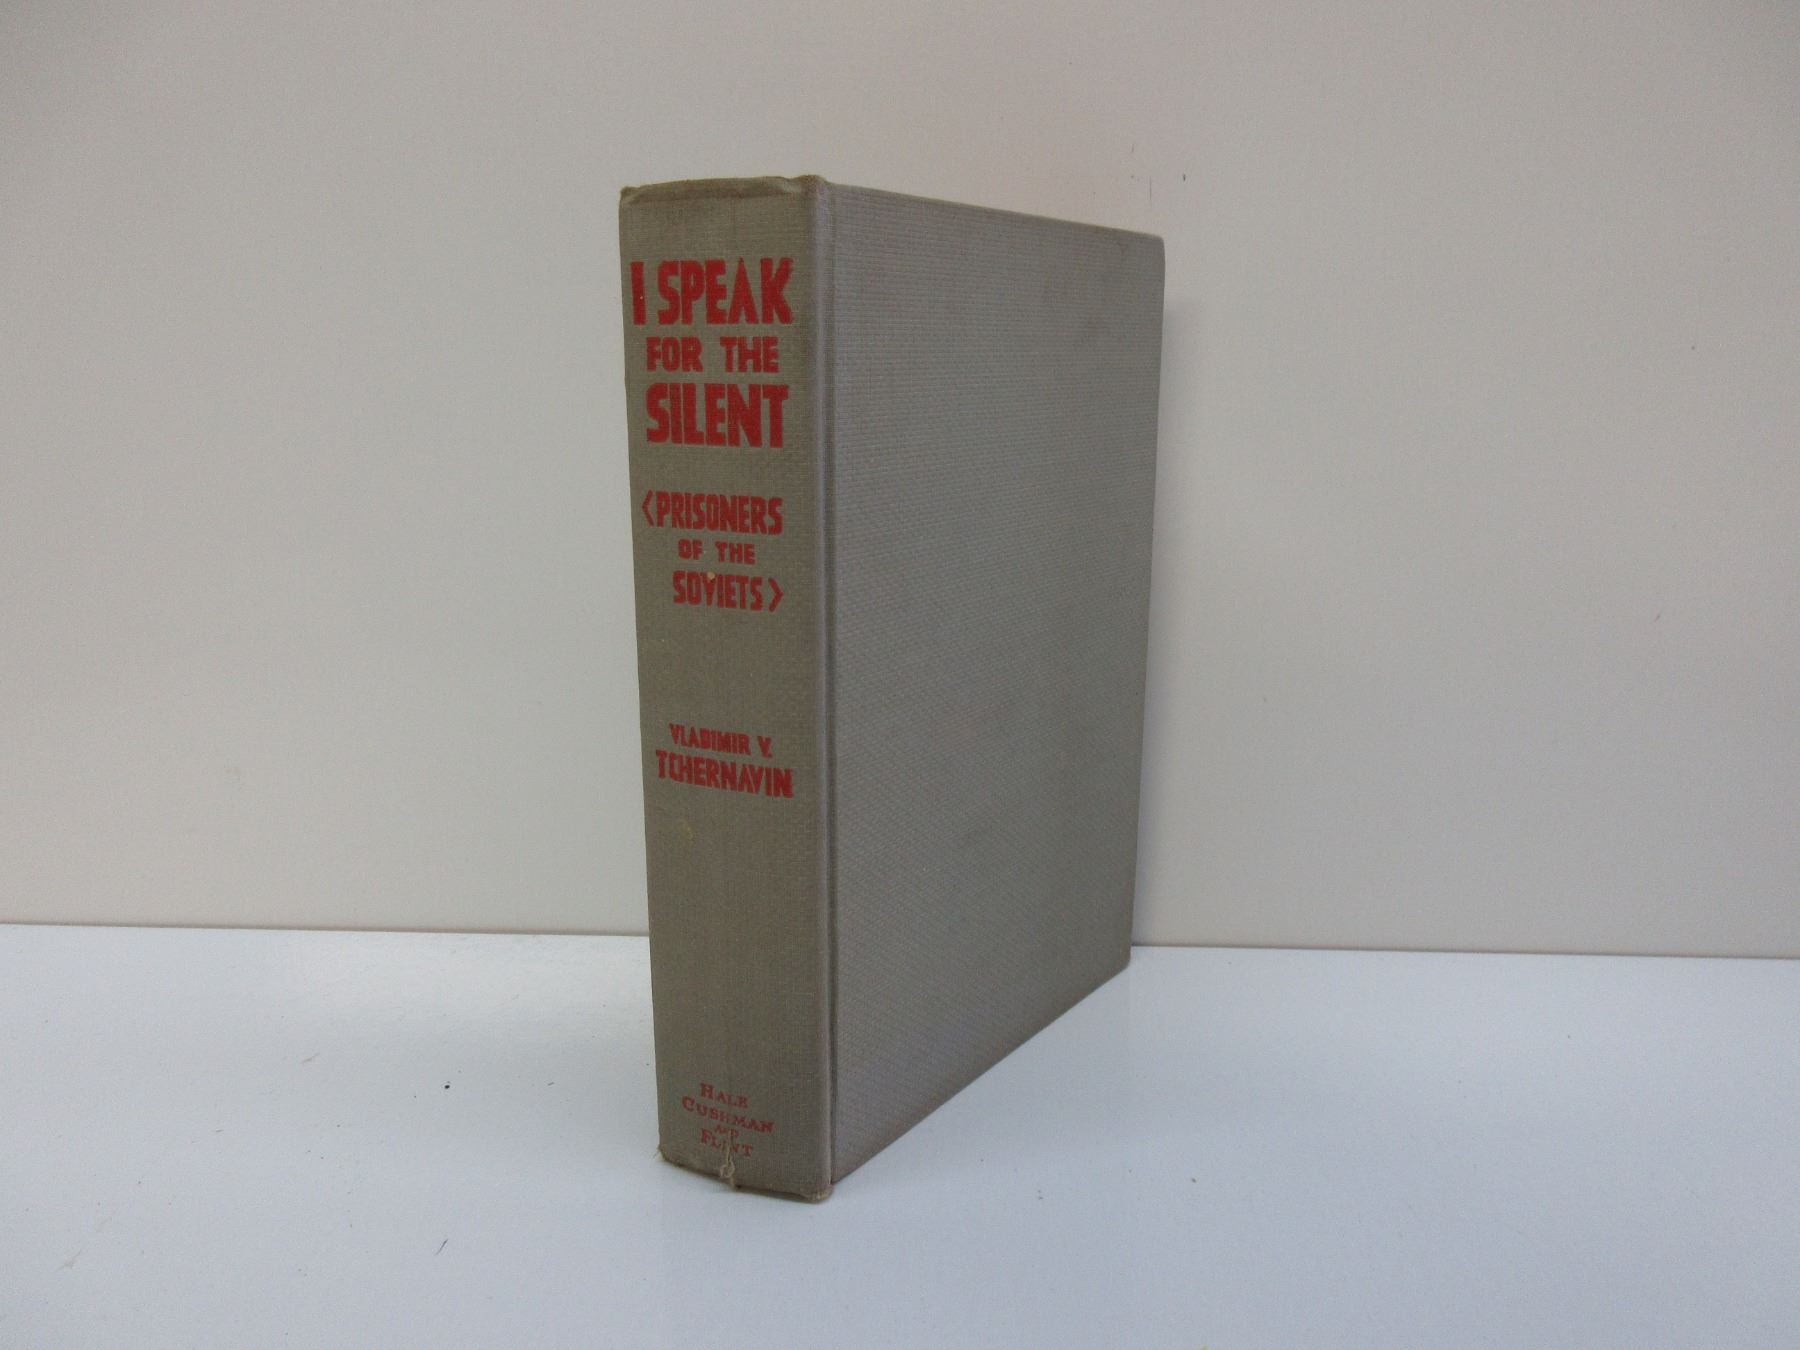 I SPEAK
FOR THE
SILENT
<PRISONERS
OF THE
SOVIETS>
VLADIMIR V.
TCHERNAVIN
HALE
CUSHMAN
AND
FLINT